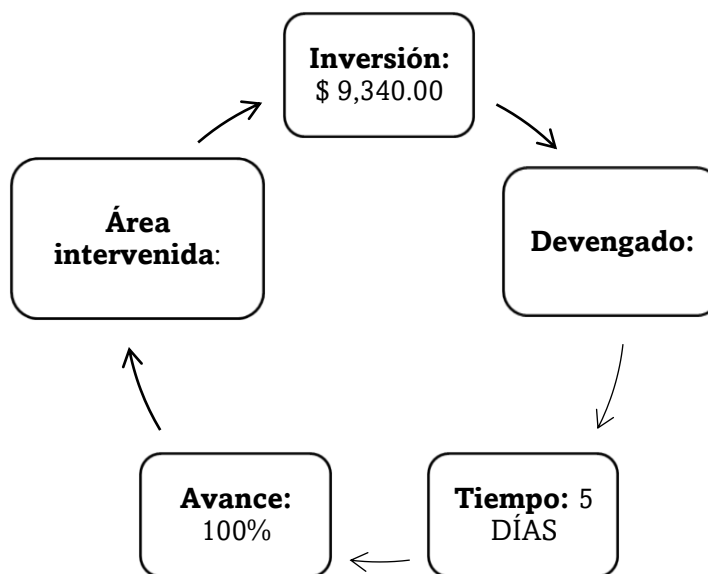 Inversión:
$ 9,340.00
Devengado:
Tiempo: 5
DÍAS
Avance:
100%
Área
intervenida: